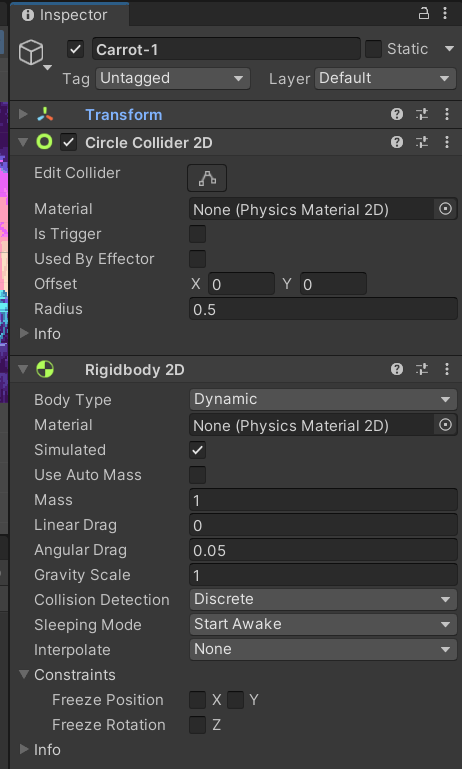 Inspector
Carrot-1 Static
Tag Untagged Layer Default
Transform
Circle Collider 2D
Edit Collider
Material None (Physics Material 2D)
Is Trigger
Used By Effector
Offset X 0 Y 0
Radius 0.5
Info
Rigidbody 2D
Body Type Dynamic
Material None (Physics Material 2D)
Simulated
Use Auto Mass
Mass 1
Linear Drag 0
Angular Drag 0.05
Gravity Scale 1
Collision Detection Discrete
Sleeping Mode Start Awake
Interpolate None
Constraints
Freeze Position X Y
Freeze Rotation Z
Info